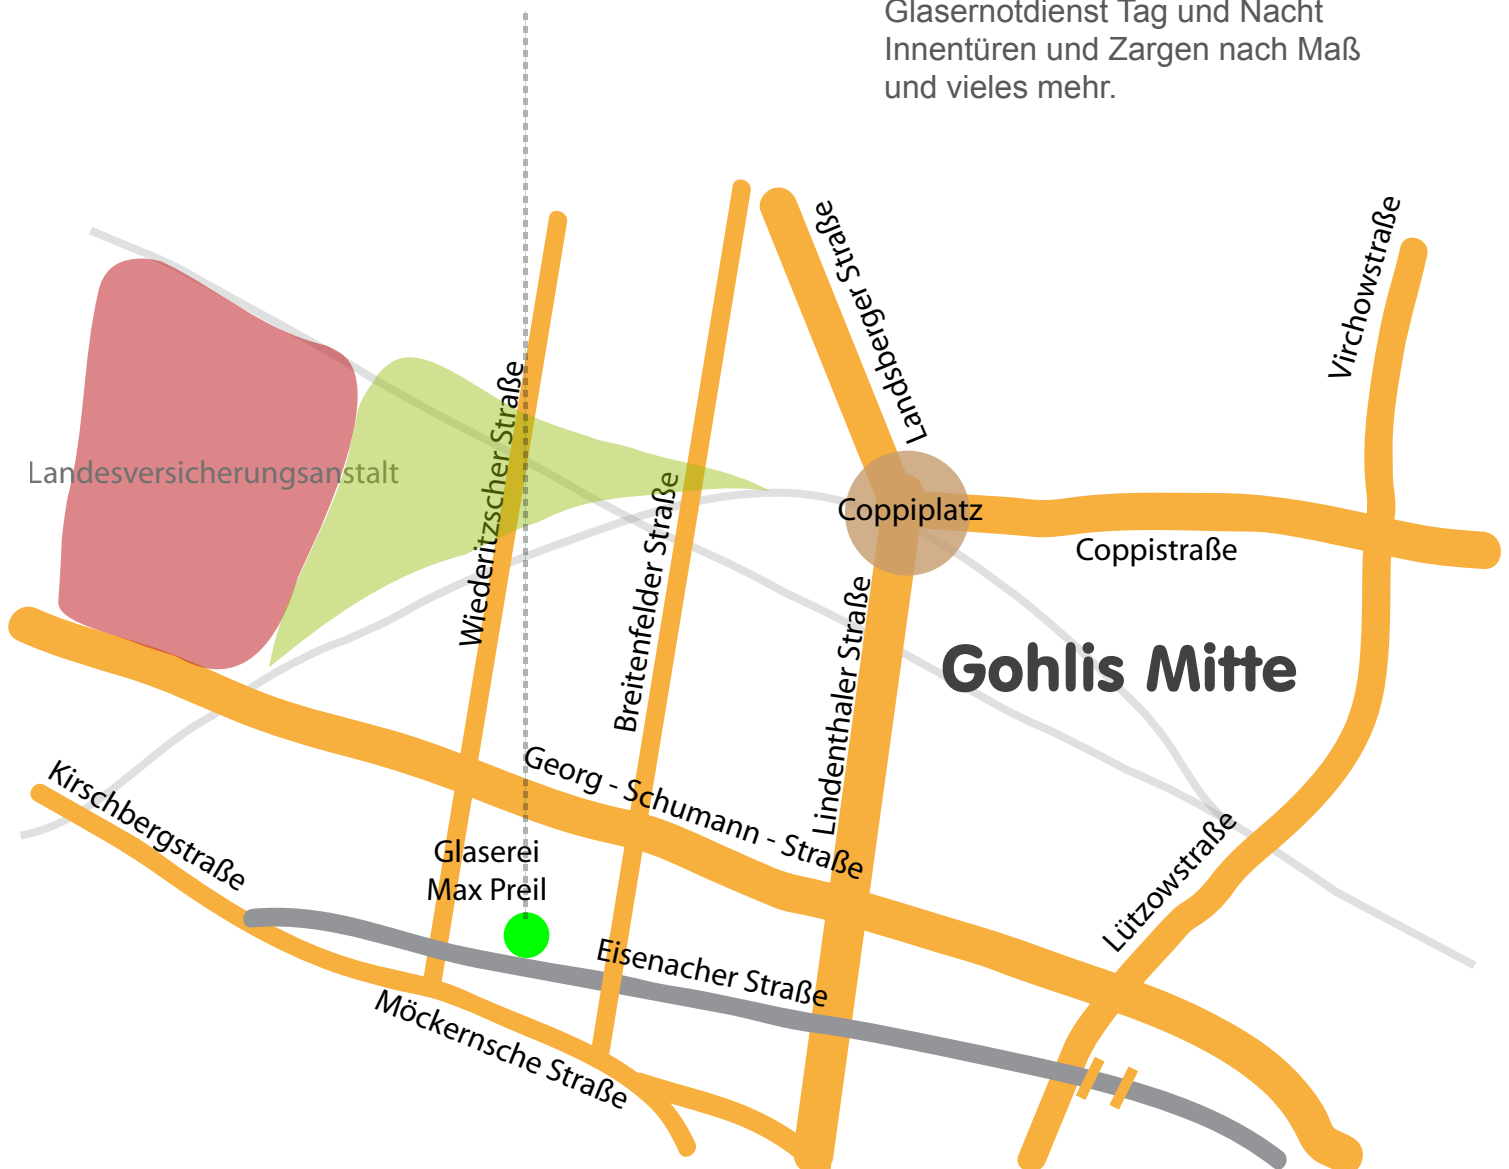 Glasernotdienst Tag und Nacht
Innentüren und Zargen nach Maß
und vieles mehr.
Landsberger Straße
Virchowstraße
Wiederitzscher Straße
Landesversicherungsanstalt
Breitenfelder Straße
Coppiplatz
Coppistraße
Lindenthaler Straße
Gohlis Mitte
Georg - Schumann - Straße
Kirschbergstraße
Glaserei
Max Preil
Lützowstraße
Eisenacher Straße
Möckernsche Straße